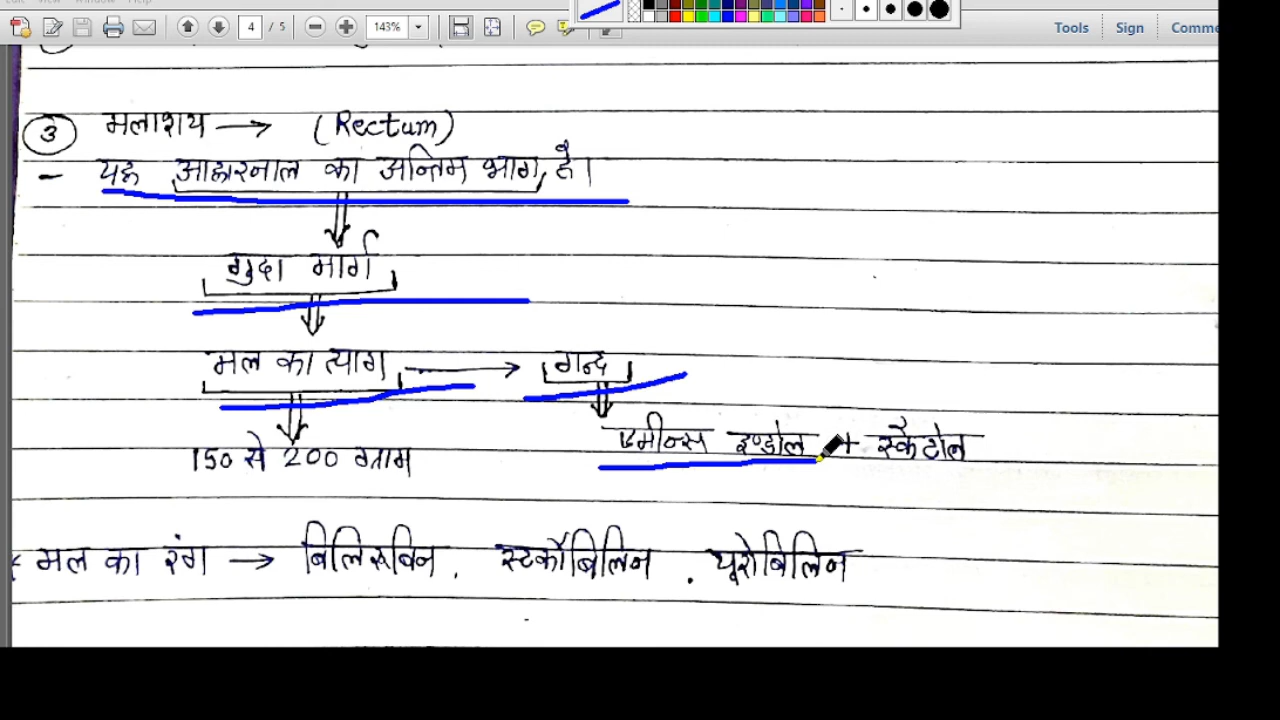 4 / 5
143%
Tools
Sign
Comme
③ मलाशय → (Rectum)
- यह आहारनाल का अन्तिम भाग है।
गुदा मार्ग
मल का त्याग → गन्द
एमीन्स इण्डोल + स्कैटोल
150 से 200 ग्राम
मल का रंग → बिलिरूबिन . स्टर्कोबिलिन . यूरोबिलिन